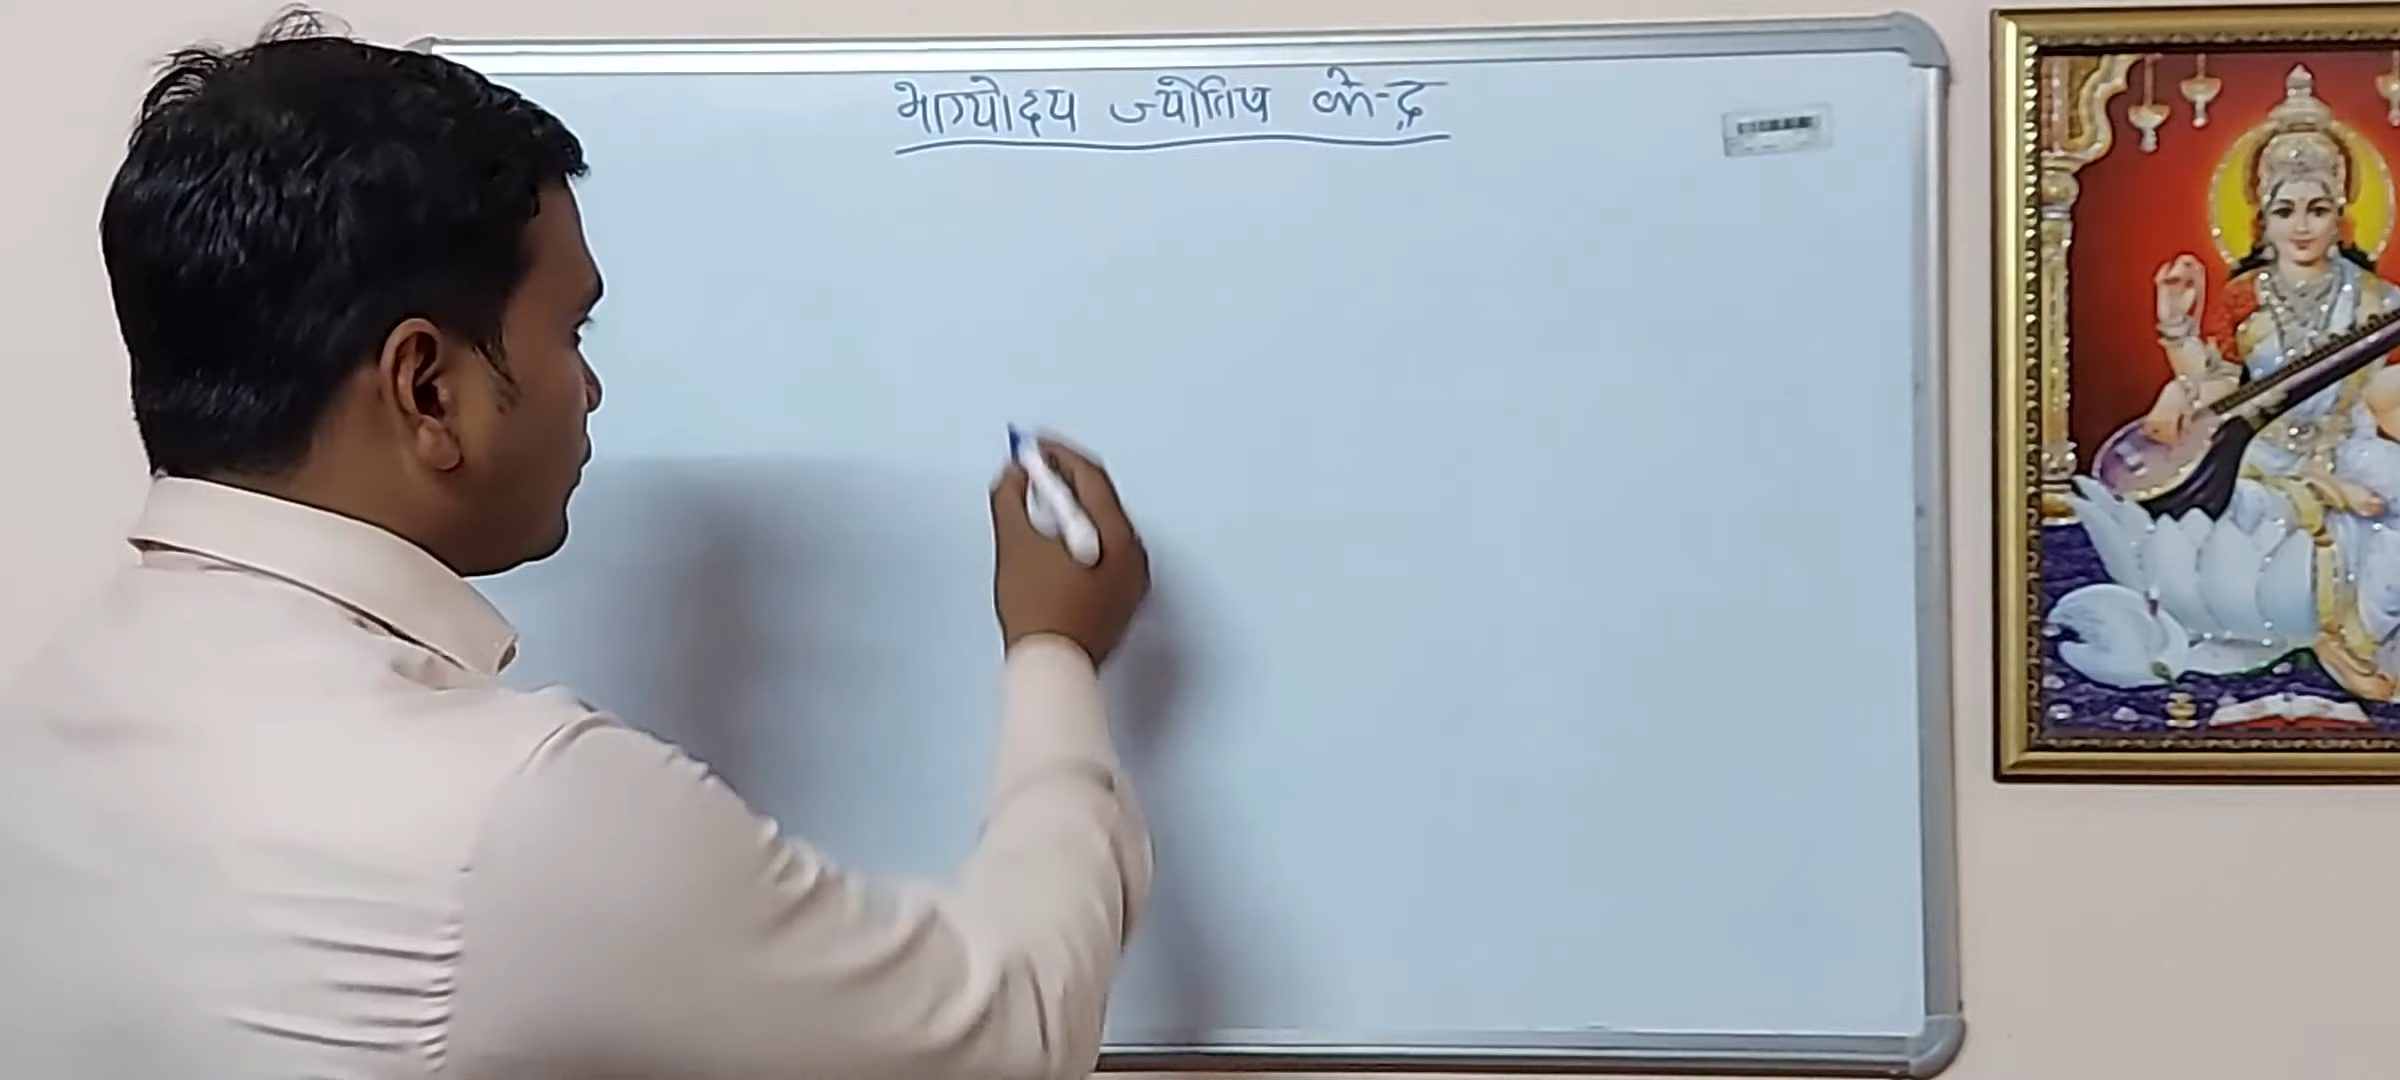 भाग्योदय ज्योतिष केन्द्र